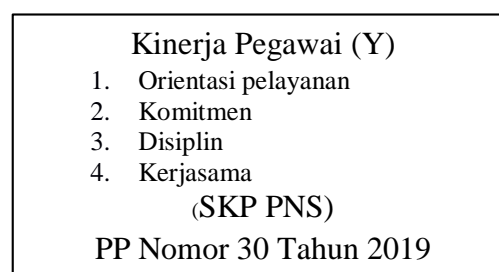 Kinerja Pegawai (Y)
1. Orientasi pelayanan
2. Komitmen
3. Disiplin
4. Kerjasama
(SKP PNS)
PP Nomor 30 Tahun 2019